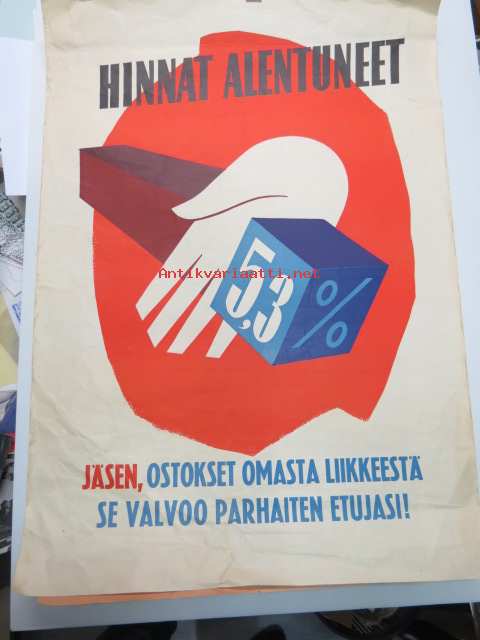 HINNAT ALENTUNEET
Antikvariaatti.net
5,3 %
JÄSEN, OSTOKSET OMASTA LIIKKEESTÄ
SE VALVOO PARHAITEN ETUJASI!